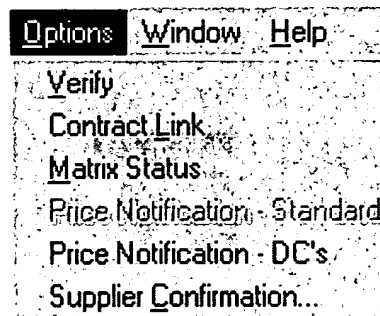 Options Window Help
Verify
Contract Link...
Matrix Status
Price Notification - Standard
Price Notification - DC's
Supplier Confirmation...